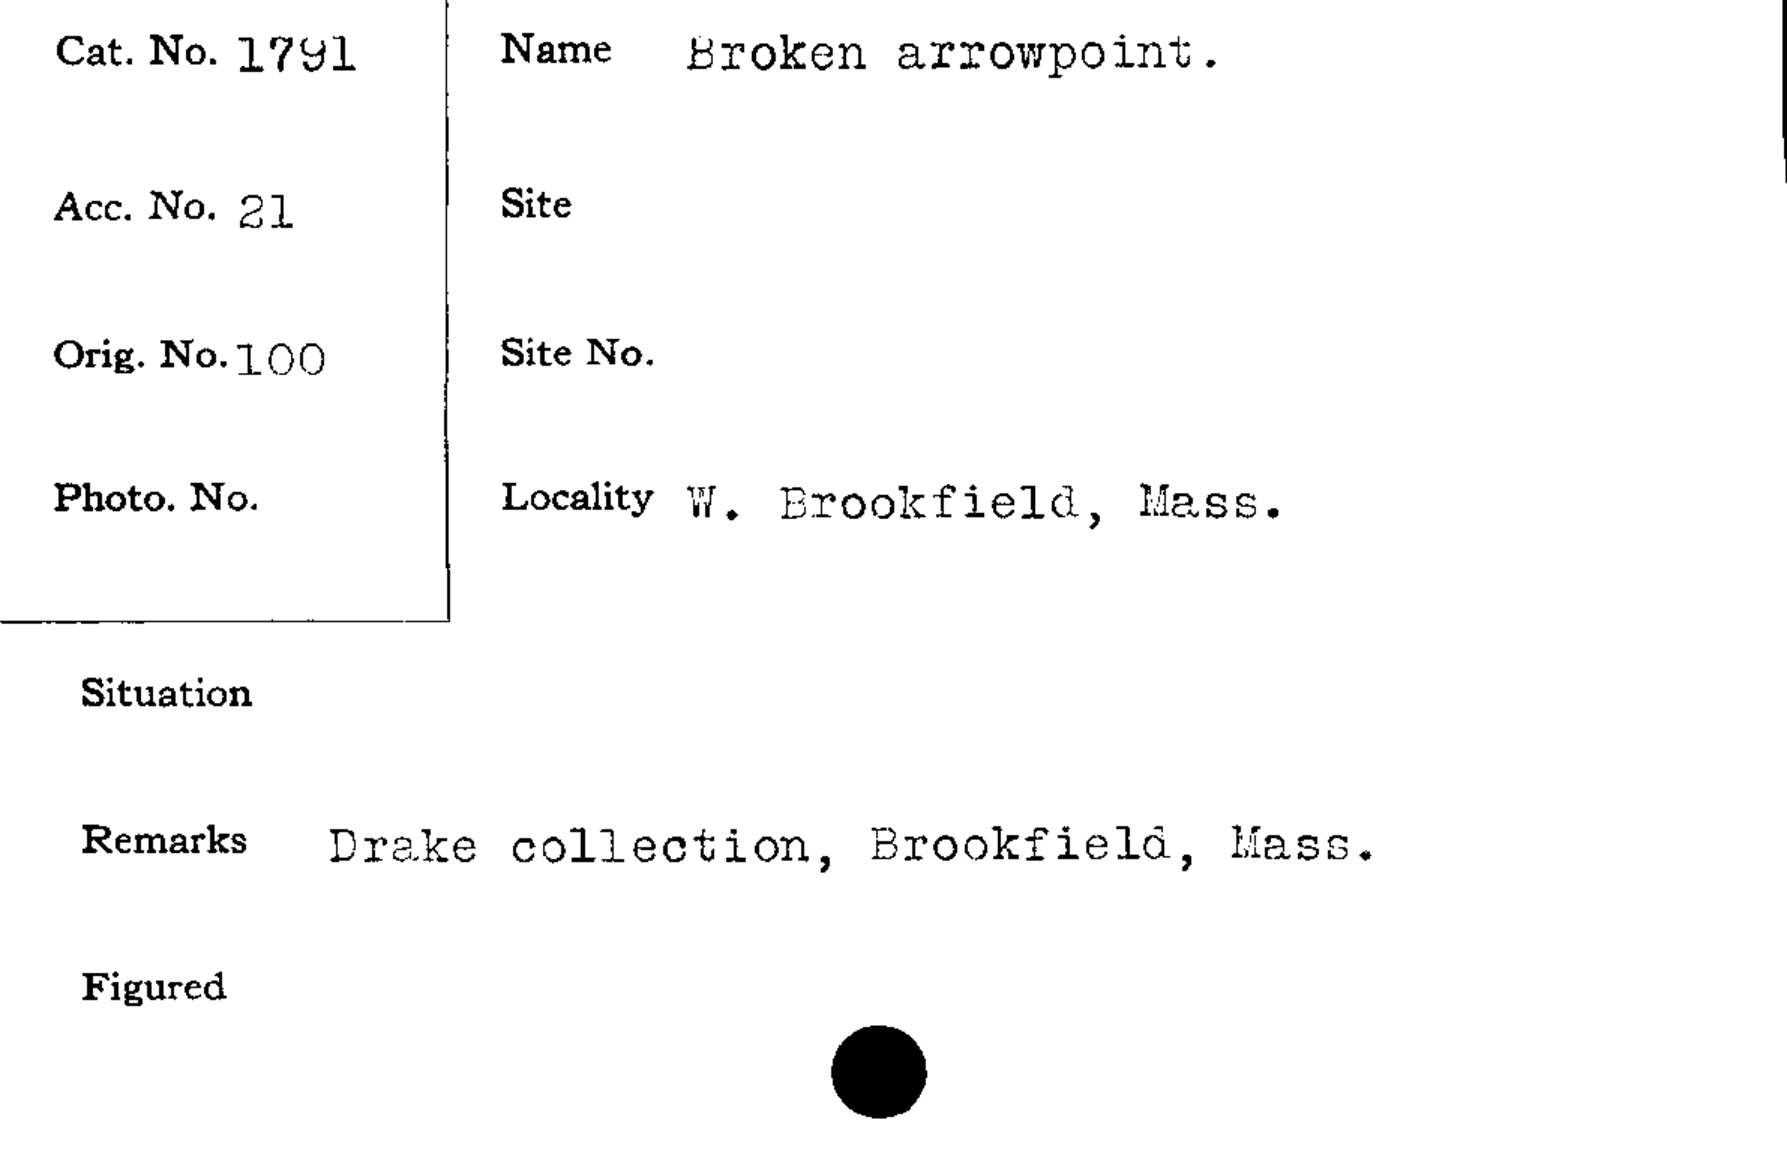 Cat. No. 1791
Name Broken arrowpoint.
Acc. No. 21
Site
Orig. No. 100
Site No.
Photo. No.
Locality W. Brookfield, Mass.
Situation
Remarks Drake collection, Brookfield, Mass.
Figured